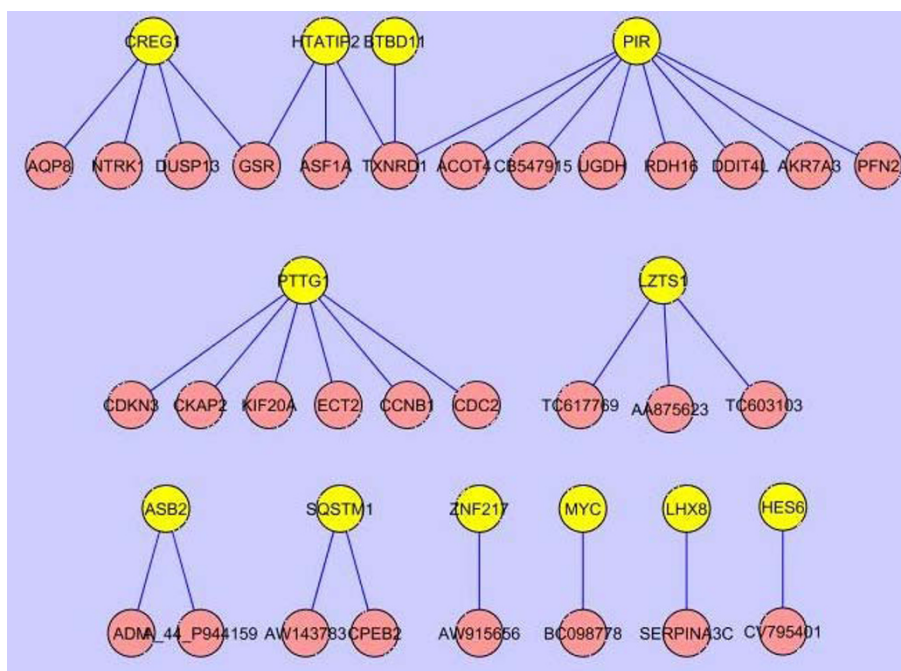 CREG1 HTATIP2 BTBD11 PIR
AQP8 NTRK1 DUSP13 GSR ASF1A TXNRD1 ACOT4 CB547915 UGDH RDH16 DDIT4L AKR7A3 PFN2
PTTG1 LZTS1
CDKN3 CKAP2 KIF20A ECT2 CCNB1 CDC2 TC617769 AA875623 TC603103
ASB2 SQSTM1 ZNF217 MYC LHX8 HES6
ADM A_44_P944159 AW143783 CPEB2 AW915656 BC098778 SERPINA3C CV795401